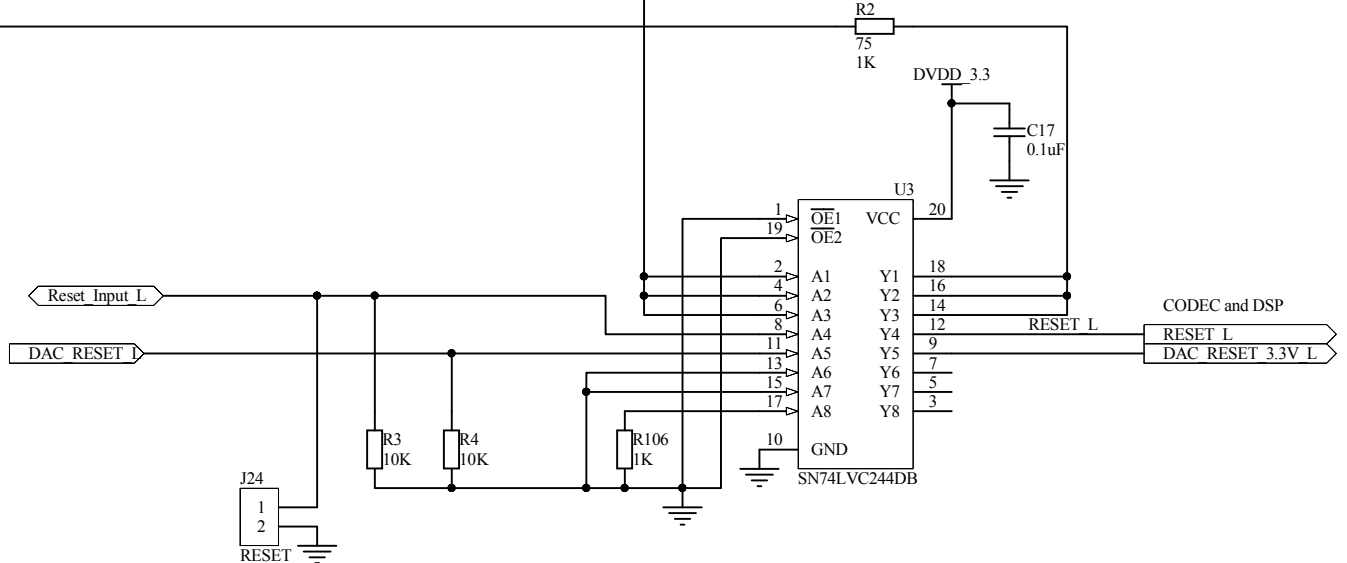 R2
75
1K
DVDD_3.3
C17
0.1uF
U3
1 OE1 VCC 20
19 OE2
2 A1 Y1 18
4 A2 Y2 16
6 A3 Y3 14
8 A4 Y4 12
11 A5 Y5 9
13 A6 Y6 7
15 A7 Y7 5
17 A8 Y8 3
10 GND
SN74LVC244DB
Reset_Input_L
DAC_RESET_L
CODEC and DSP
RESET_L
RESET_L
DAC_RESET_3.3V_L
R3
10K
R4
10K
R106
1K
J24
1
2
RESET